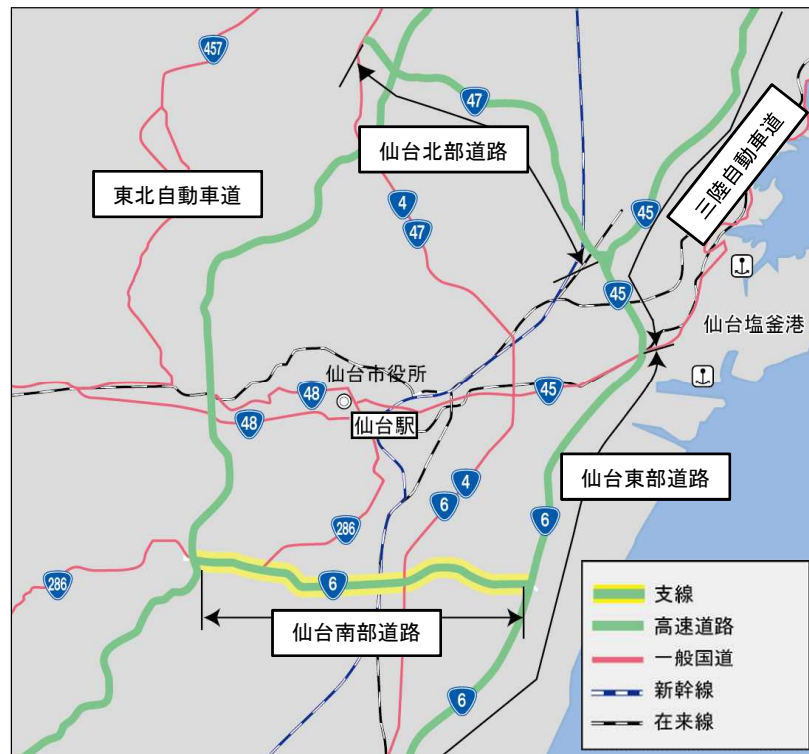 457
47
仙台北部道路
三陸自動車道
東北自動車道
4
47
45
45
仙台塩釜港
仙台市役所
48
45
48
仙台駅
4
6
仙台東部道路
286
6
286
6
仙台南部道路
6
支線
高速道路
一般国道
新幹線
在来線